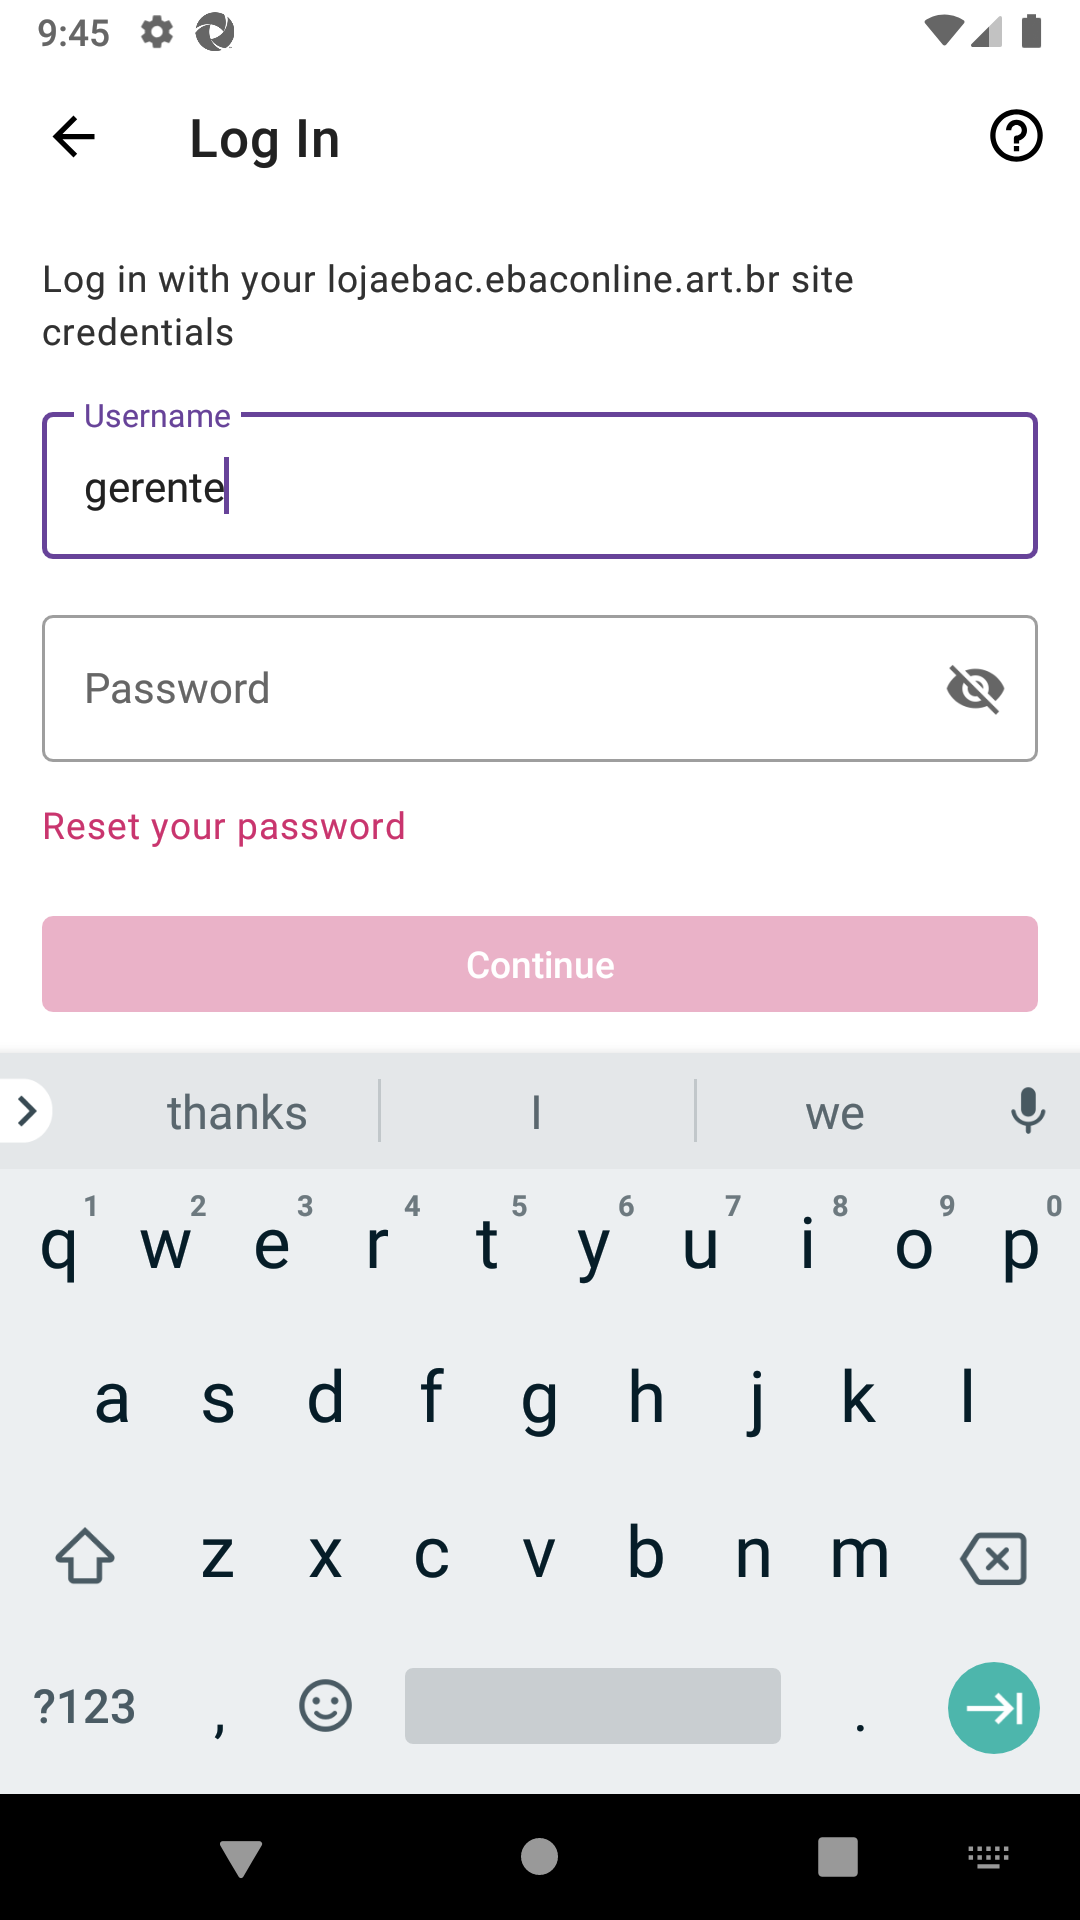 9:45
Log In
Log in with your lojaebac.ebaconline.art.br site
credentials
Username
gerente
Password
Reset your password
Continue
thanks I we
1 2 3 4 5 6 7 8 9 0
q w e r t y u i o p
a s d f g h j k l
z x c v b n m
?123 , .